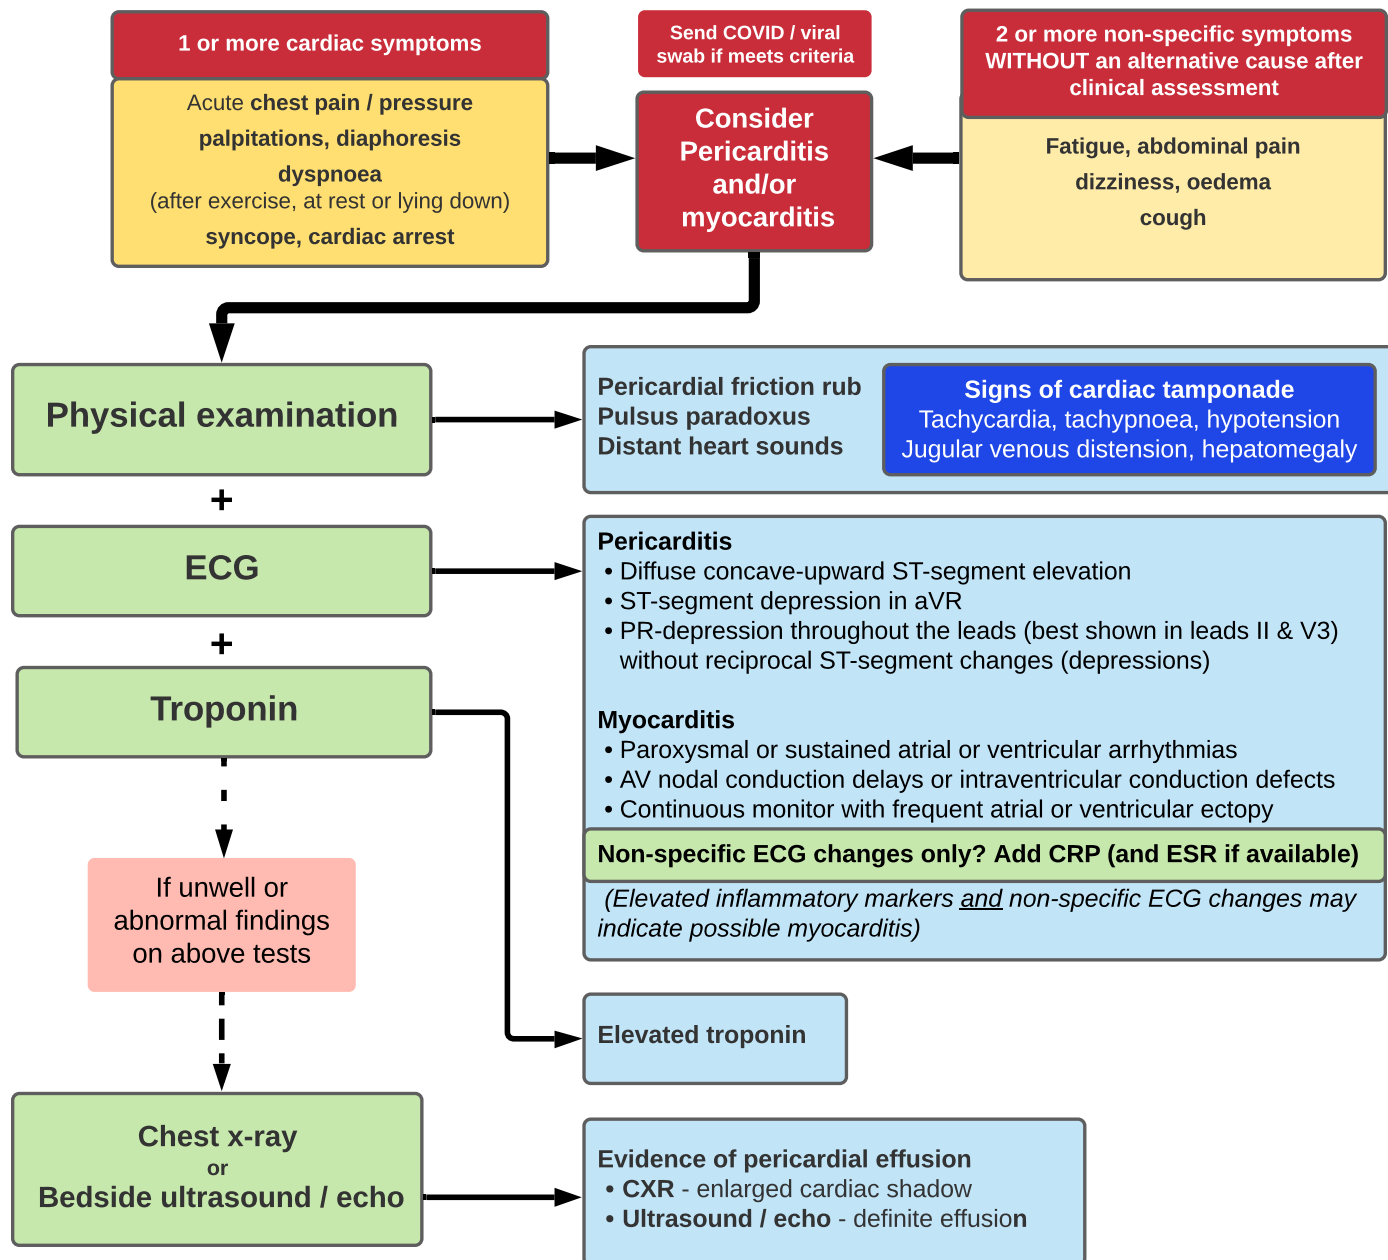 1 or more cardiac symptoms
Acute chest pain / pressure
palpitations, diaphoresis
dyspnoea
(after exercise, at rest or lying down)
syncope, cardiac arrest
Send COVID / viral
swab if meets criteria
Consider
Pericarditis
and/or
myocarditis
2 or more non-specific symptoms
WITHOUT an alternative cause after
clinical assessment
Fatigue, abdominal pain
dizziness, oedema
cough
Physical examination
Pericardial friction rub
Pulsus paradoxus
Distant heart sounds
Signs of cardiac tamponade
Tachycardia, tachypnoea, hypotension
Jugular venous distension, hepatomegaly
+
ECG
Pericarditis
• Diffuse concave-upward ST-segment elevation
• ST-segment depression in aVR
• PR-depression throughout the leads (best shown in leads II & V3)
without reciprocal ST-segment changes (depressions)
Myocarditis
• Paroxysmal or sustained atrial or ventricular arrhythmias
• AV nodal conduction delays or intraventricular conduction defects
• Continuous monitor with frequent atrial or ventricular ectopy
Non-specific ECG changes only? Add CRP (and ESR if available)
(Elevated inflammatory markers and non-specific ECG changes may
indicate possible myocarditis)
+
Troponin
Elevated troponin
If unwell or
abnormal findings
on above tests
Chest x-ray
or
Bedside ultrasound / echo
Evidence of pericardial effusion
• CXR - enlarged cardiac shadow
• Ultrasound / echo - definite effusion